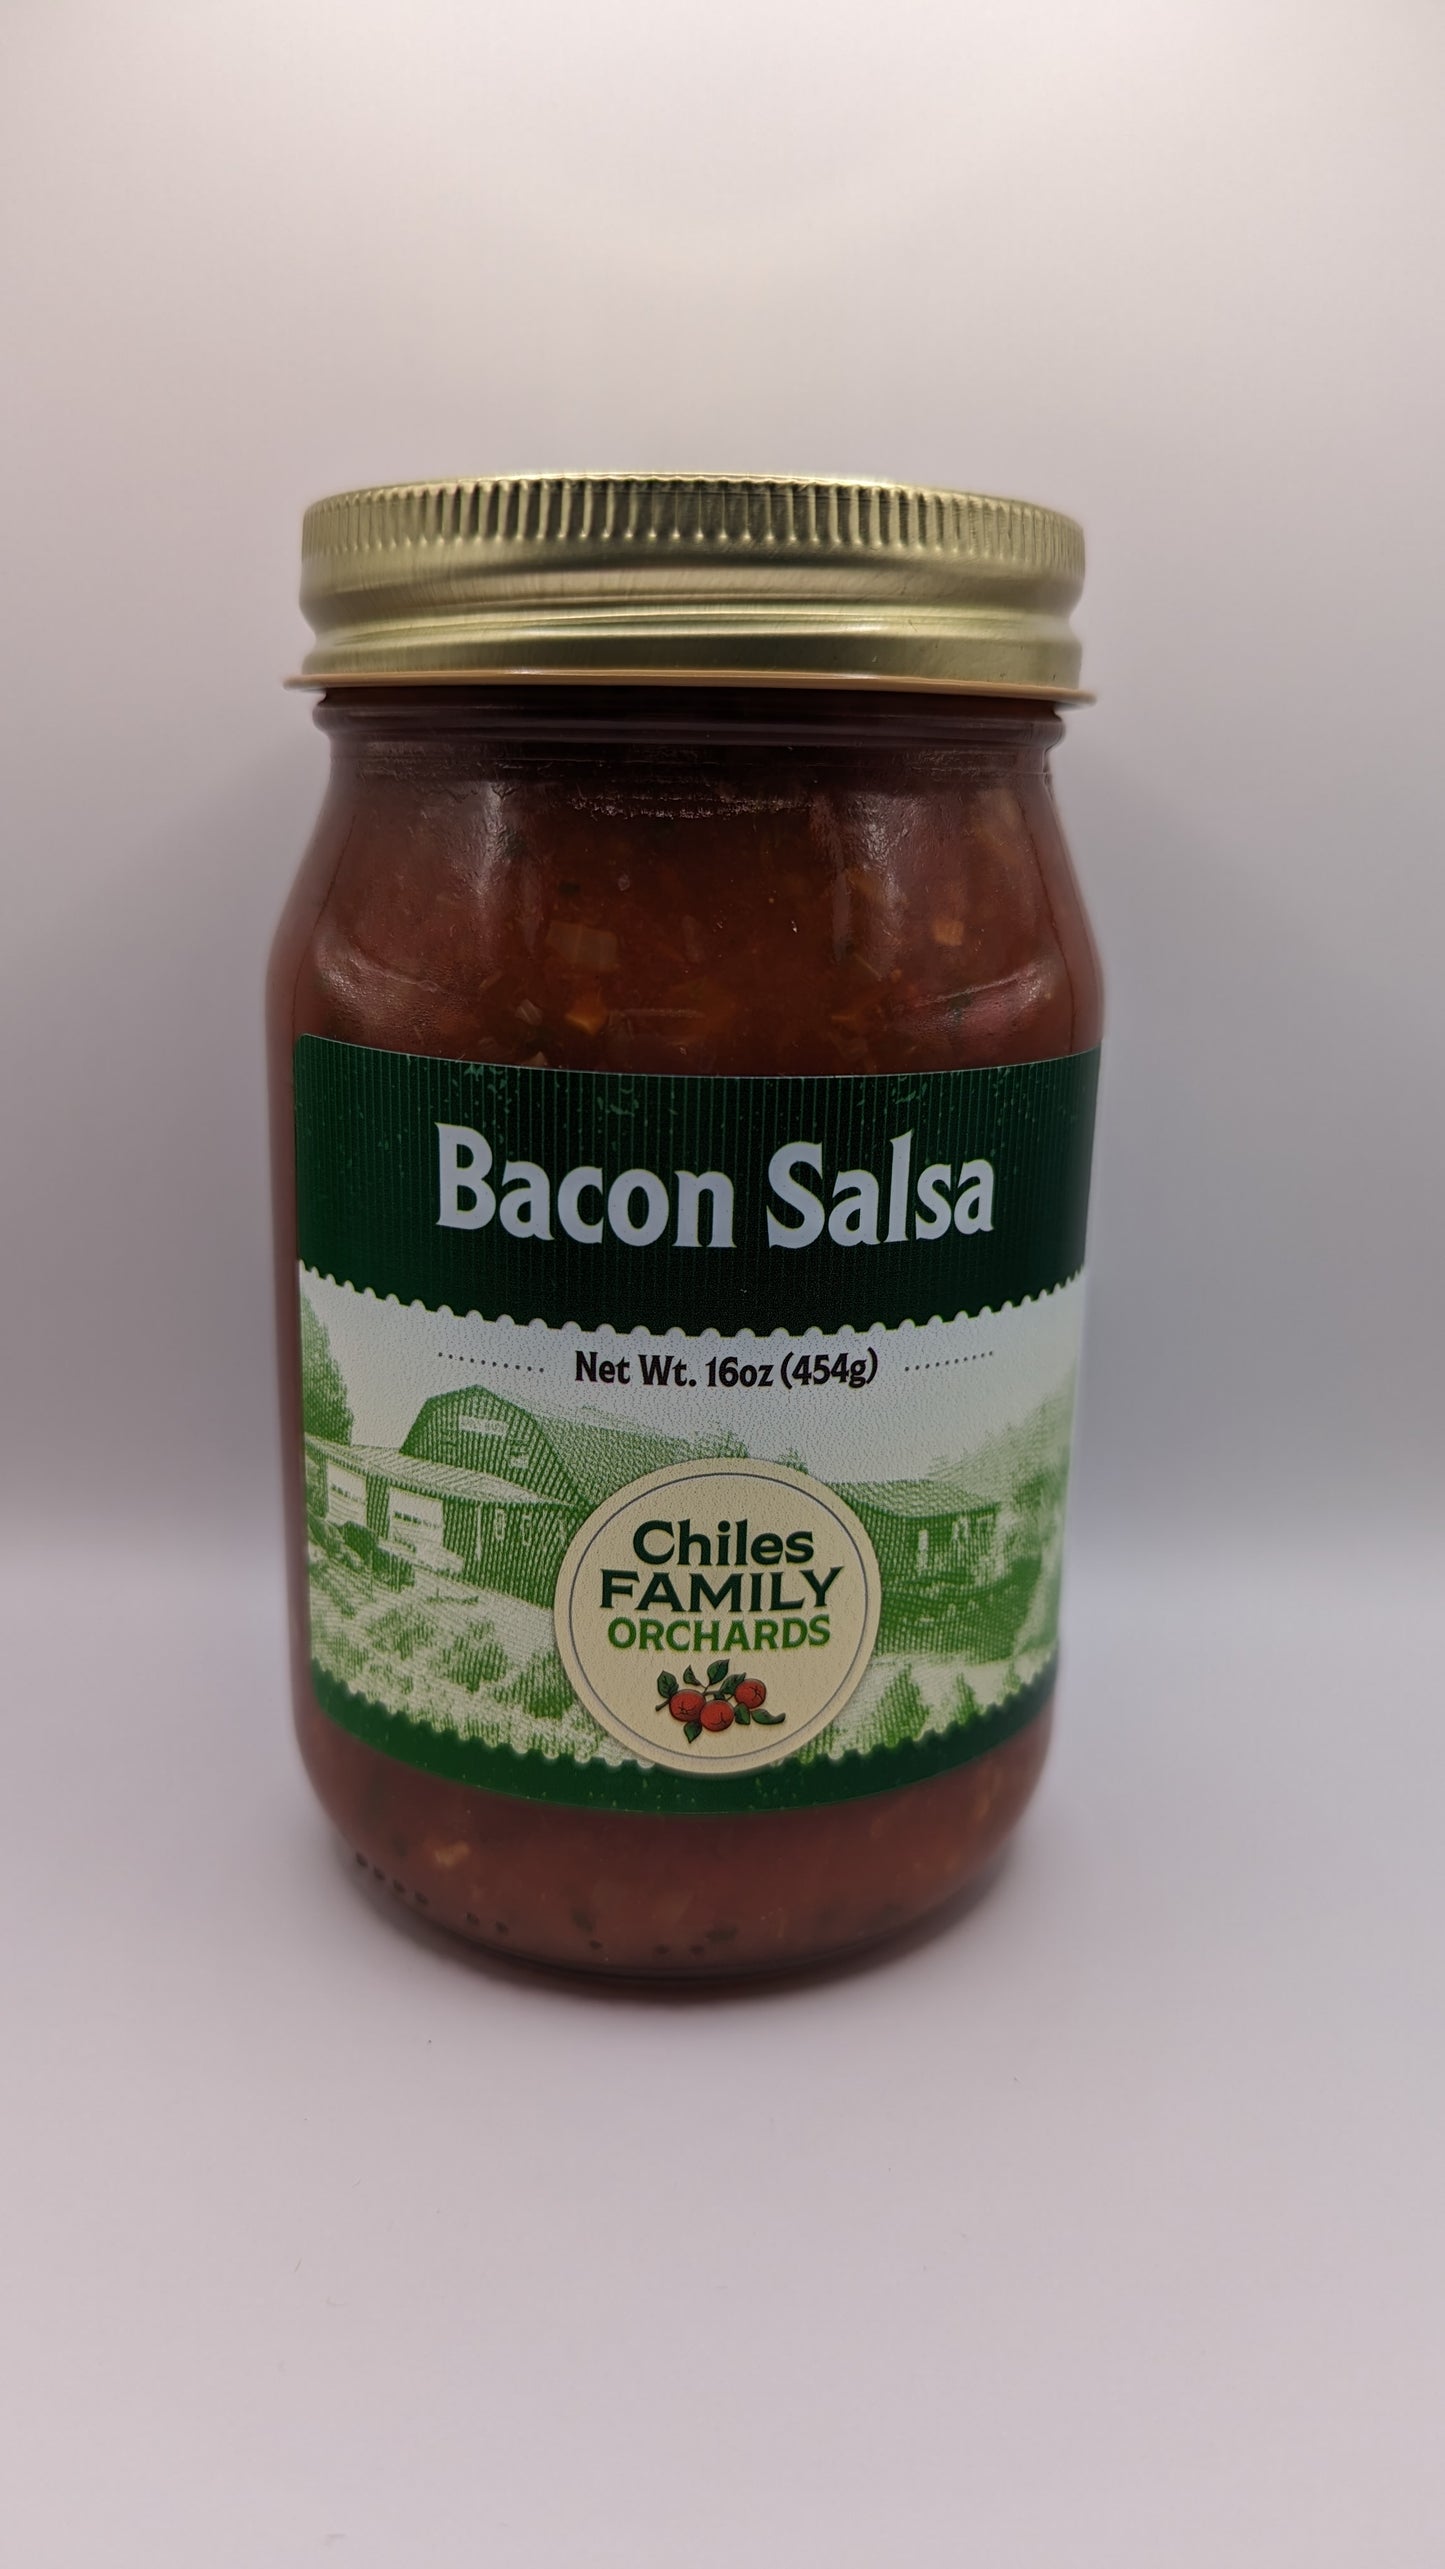 Bacon Salsa
Net Wt. 16oz (454g)
Chiles
FAMILY
ORCHARDS